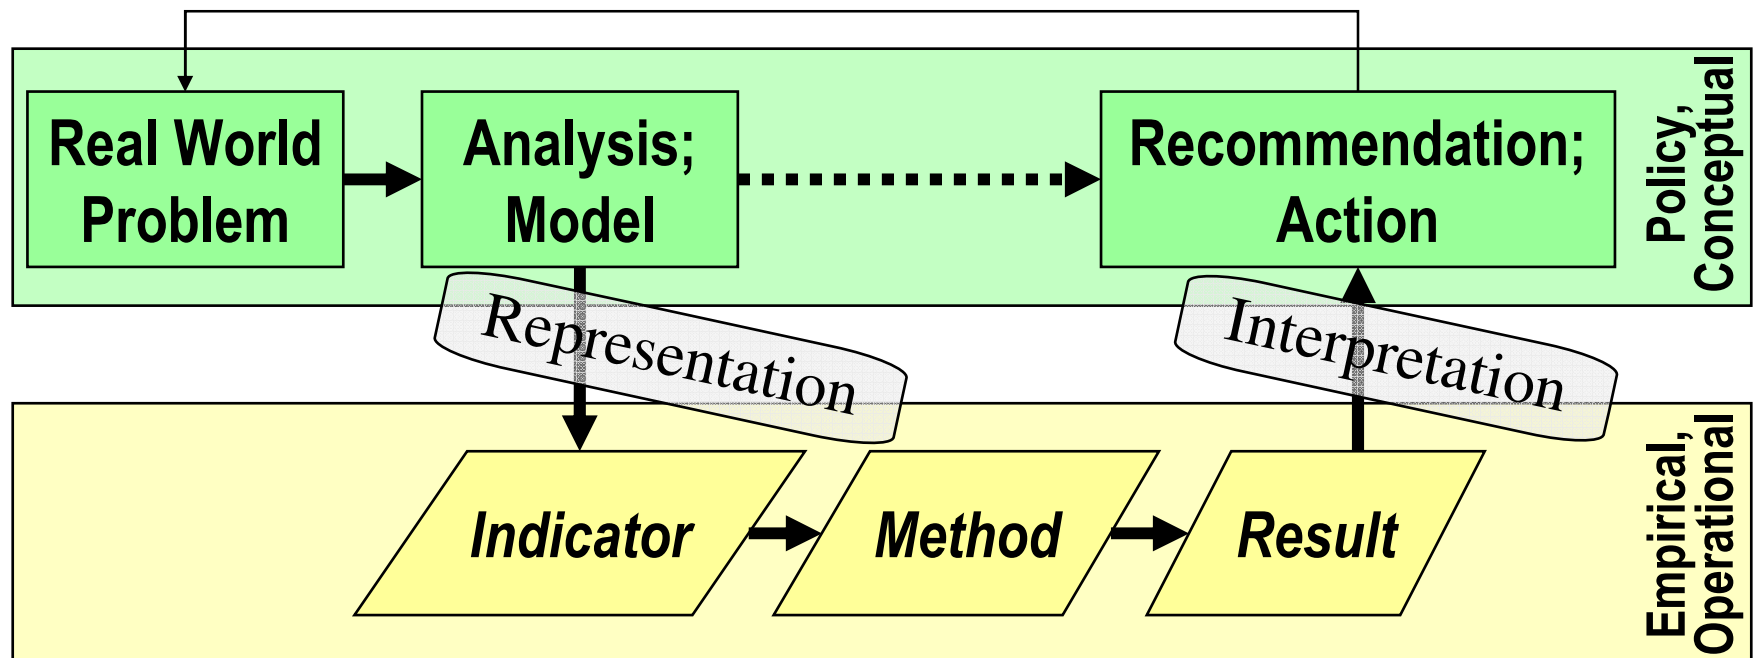 Real World
Problem
Analysis;
Model
Recommendation;
Action
Policy,
Conceptual
Representation
Interpretation
Indicator
Method
Result
Empirical,
Operational